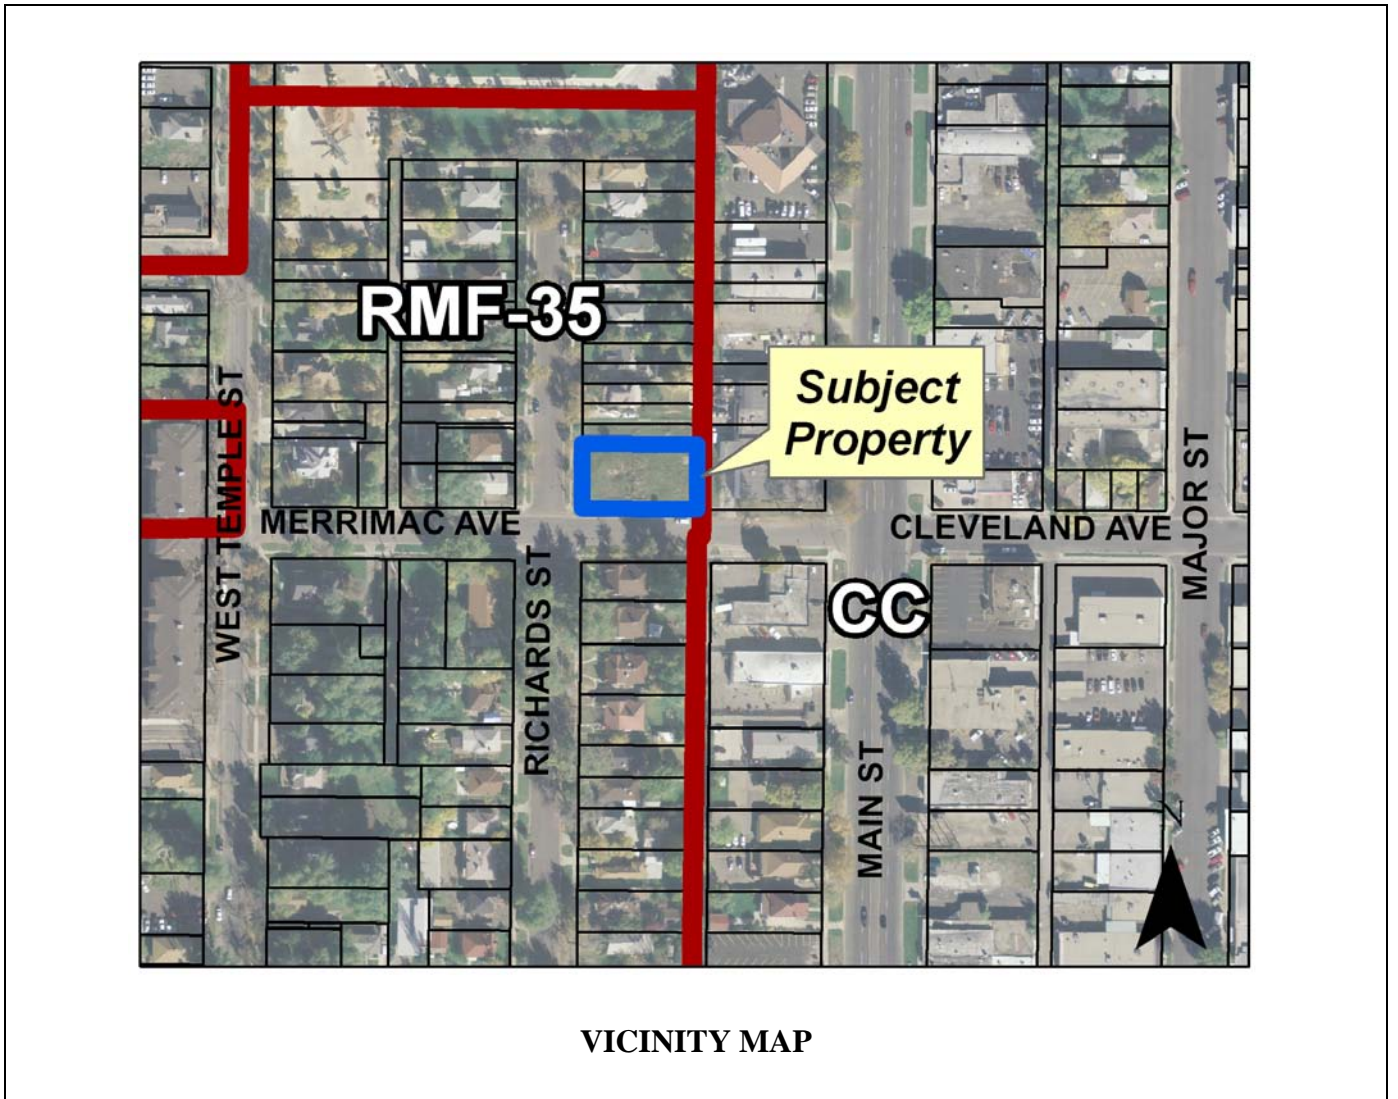 RMF-35
Subject
Property
WEST TEMPLE ST
MERRIMAC AVE
CLEVELAND AVE
MAJOR ST
RICHARDS ST
CC
MAIN ST
N
VICINITY MAP